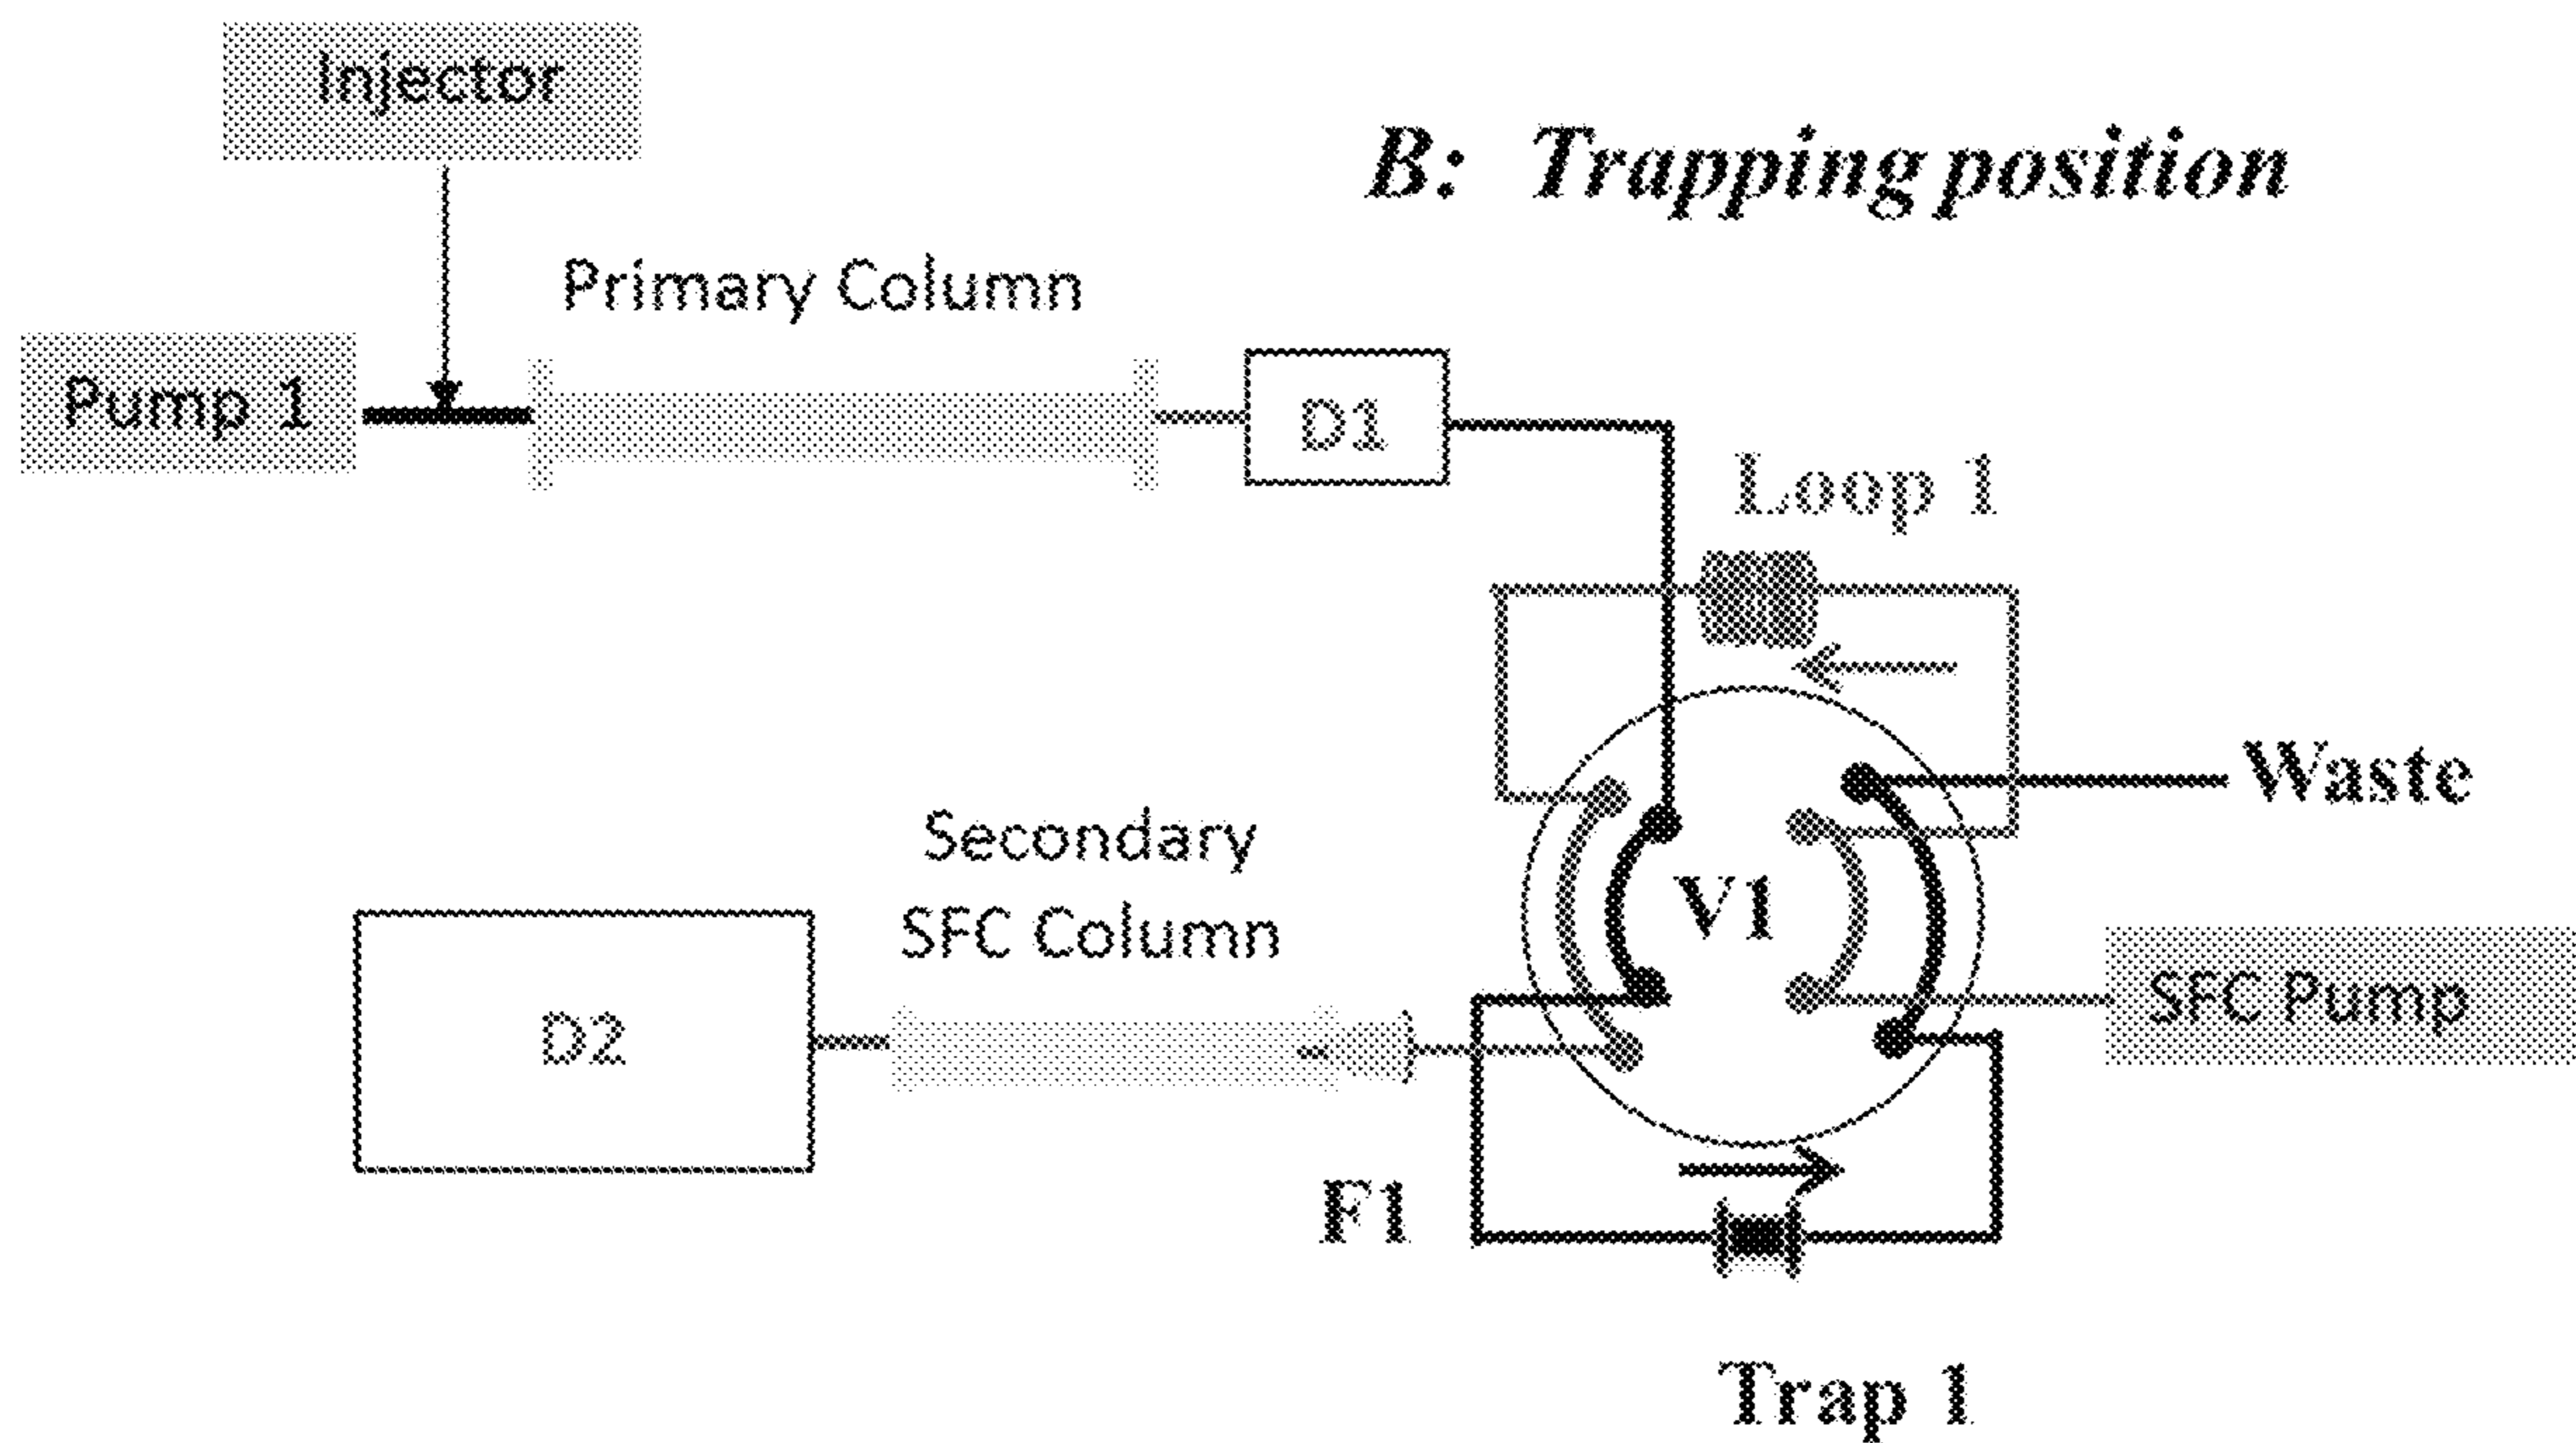 Injector
B: Trapping position
Primary Column
Pump 1
D1
Loop 1
Waste
Secondary
SFC Column
V1
SFC Pump
D2
F1
Trap 1